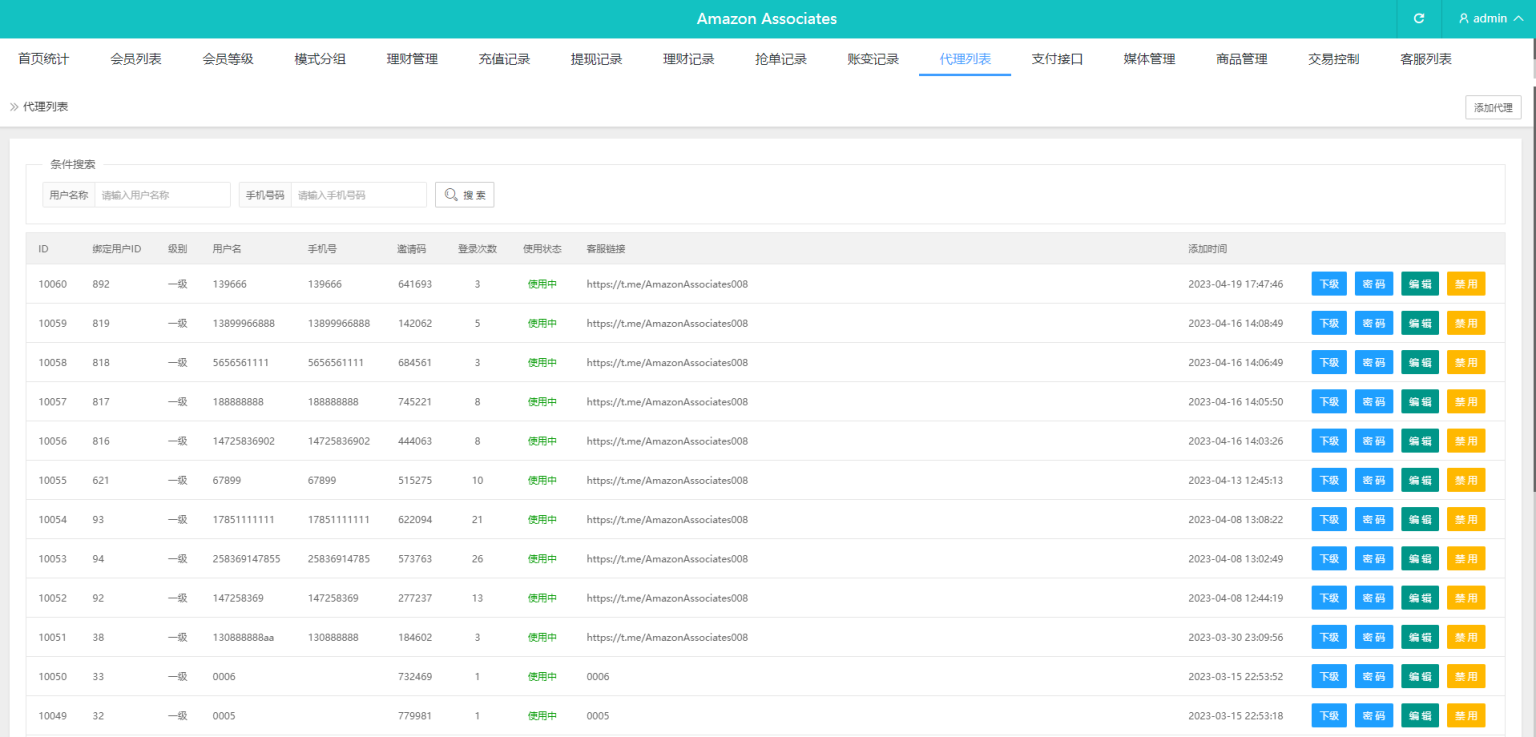 Amazon Associates
admin
首页统计 会员列表 会员等级 模式分组 理财管理 充值记录 提现记录 理财记录 抢单记录 账变记录 代理列表 支付接口 媒体管理 商品管理 交易控制 客服列表
代理列表 添加代理
条件搜索
用户名称 请输入用户名称 手机号码 请输入手机号码 搜 索
ID 绑定用户ID 级别 用户名 手机号 邀请码 登录次数 使用状态 客服链接 添加时间
10060 892 一级 139666 139666 641693 3 使用中 https://t.me/AmazonAssociates008 2023-04-19 17:47:46 下级 密 码 编 辑 禁 用
10059 819 一级 13899966888 13899966888 142062 5 使用中 https://t.me/AmazonAssociates008 2023-04-16 14:08:49 下级 密 码 编 辑 禁 用
10058 818 一级 5656561111 5656561111 684561 3 使用中 https://t.me/AmazonAssociates008 2023-04-16 14:06:49 下级 密 码 编 辑 禁 用
10057 817 一级 188888888 188888888 745221 8 使用中 https://t.me/AmazonAssociates008 2023-04-16 14:05:50 下级 密 码 编 辑 禁 用
10056 816 一级 14725836902 14725836902 444063 8 使用中 https://t.me/AmazonAssociates008 2023-04-16 14:03:26 下级 密 码 编 辑 禁 用
10055 621 一级 67899 67899 515275 10 使用中 https://t.me/AmazonAssociates008 2023-04-13 12:45:13 下级 密 码 编 辑 禁 用
10054 93 一级 17851111111 17851111111 622094 21 使用中 https://t.me/AmazonAssociates008 2023-04-08 13:08:22 下级 密 码 编 辑 禁 用
10053 94 一级 258369147855 25836914785 573763 26 使用中 https://t.me/AmazonAssociates008 2023-04-08 13:02:49 下级 密 码 编 辑 禁 用
10052 92 一级 147258369 147258369 277237 13 使用中 https://t.me/AmazonAssociates008 2023-04-08 12:44:19 下级 密 码 编 辑 禁 用
10051 38 一级 130888888aa 130888888 184602 3 使用中 https://t.me/AmazonAssociates008 2023-03-30 23:09:56 下级 密 码 编 辑 禁 用
10050 33 一级 0006 732469 1 使用中 0006 2023-03-15 22:53:52 下级 密 码 编 辑 禁 用
10049 32 一级 0005 779981 1 使用中 0005 2023-03-15 22:53:18 下级 密 码 编 辑 禁 用